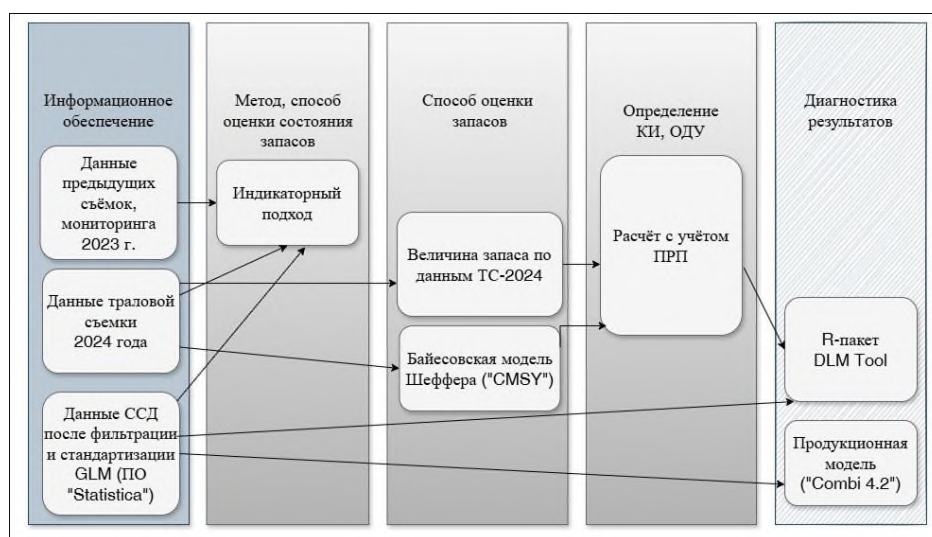 Информационное
обеспечение
Данные
предыдущих
съёмок,
мониторинга
2023 г.
Данные траловой
съемки
2024 года
Данные ССД
после фильтрации
и стандартизации
GLM (ПО
"Statistica")
Метод, способ
оценки состояния
запасов
Индикаторный
подход
Способ оценки
запасов
Величина запаса по
данным ТС-2024
Байесовская модель
Шеффера ("CMSY")
Определение
КИ, ОДУ
Расчёт с учётом
ПРП
Диагностика
результатов
R-пакет
DLM Tool
Продукционная
модель
("Combi 4.2")